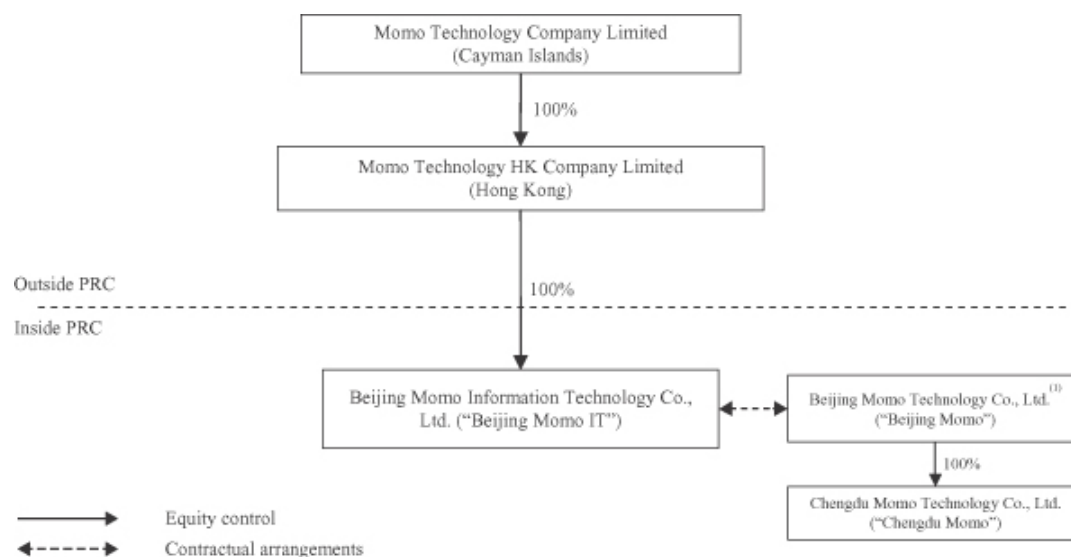 Momo Technology Company Limited
(Cayman Islands)
100%
Momo Technology HK Company Limited
(Hong Kong)
Outside PRC
100%
Inside PRC
Beijing Momo Information Technology Co.,
Ltd. (“Beijing Momo IT”)
Beijing Momo Technology Co., Ltd.(1)
(“Beijing Momo”)
100%
Chengdu Momo Technology Co., Ltd.
(“Chengdu Momo”)
Equity control
Contractual arrangements